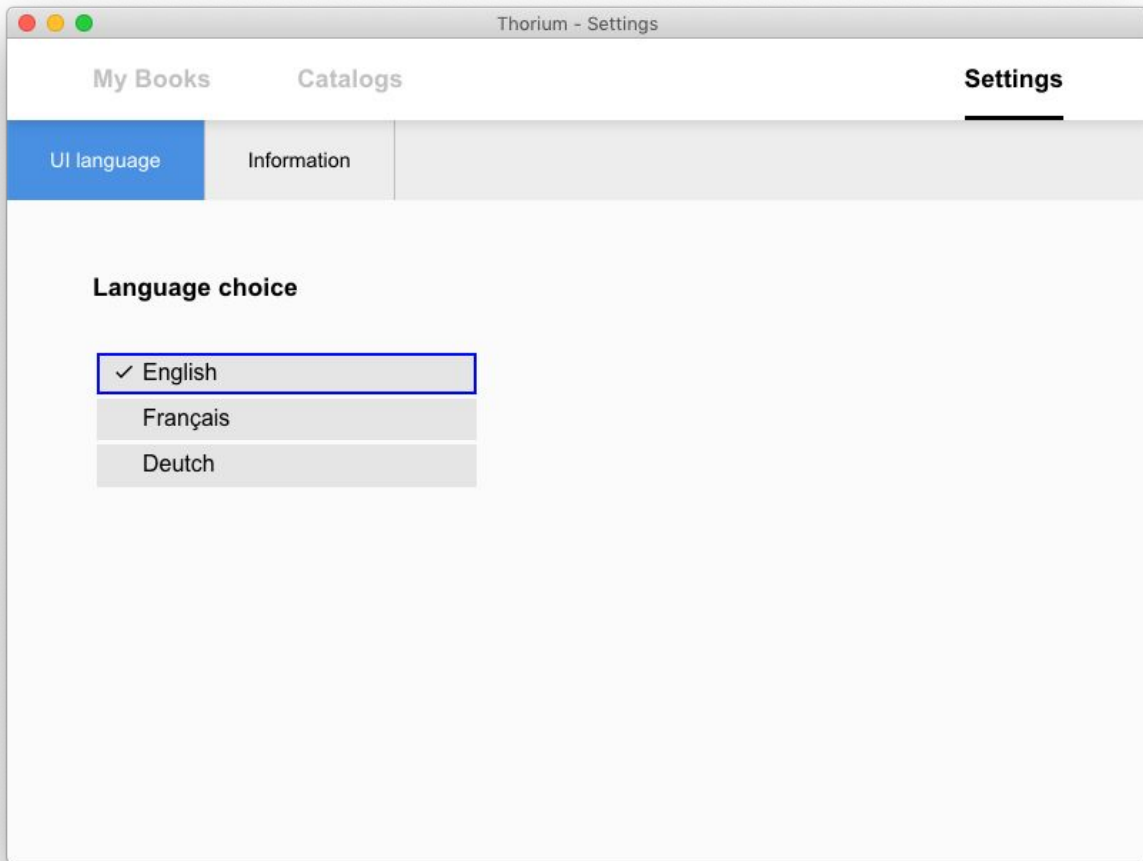 Thorium - Settings
My Books Catalogs Settings
UI language Information
Language choice
English
Français
Deutch